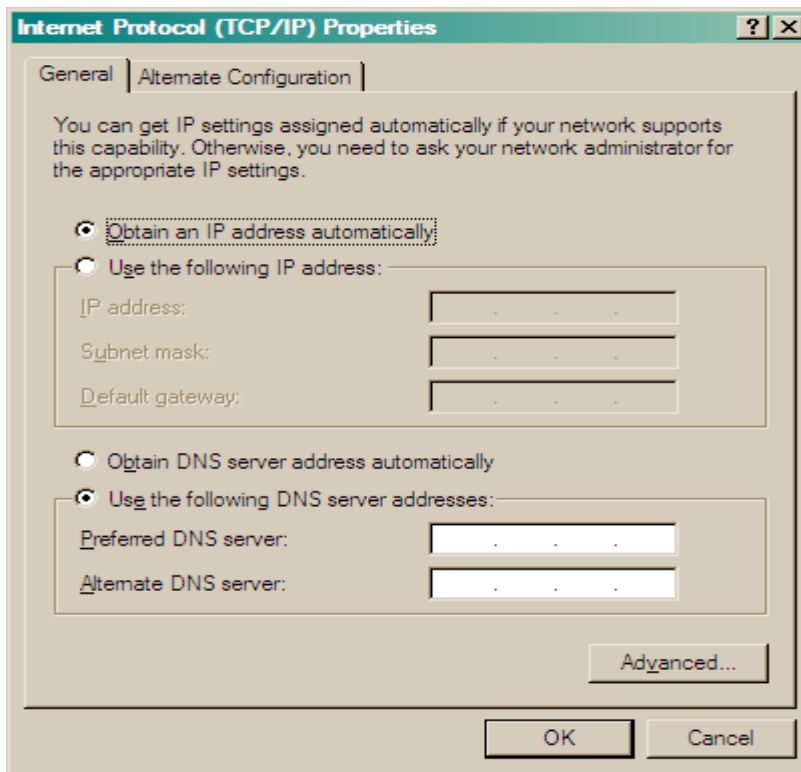 Internet Protocol (TCP/IP) Properties
General
Alternate Configuration
You can get IP settings assigned automatically if your network supports
this capability. Otherwise, you need to ask your network administrator for
the appropriate IP settings.
Obtain an IP address automatically
Use the following IP address:
IP address:
Subnet mask:
Default gateway:
Obtain DNS server address automatically
Use the following DNS server addresses:
Preferred DNS server:
Alternate DNS server:
Advanced...
OK
Cancel